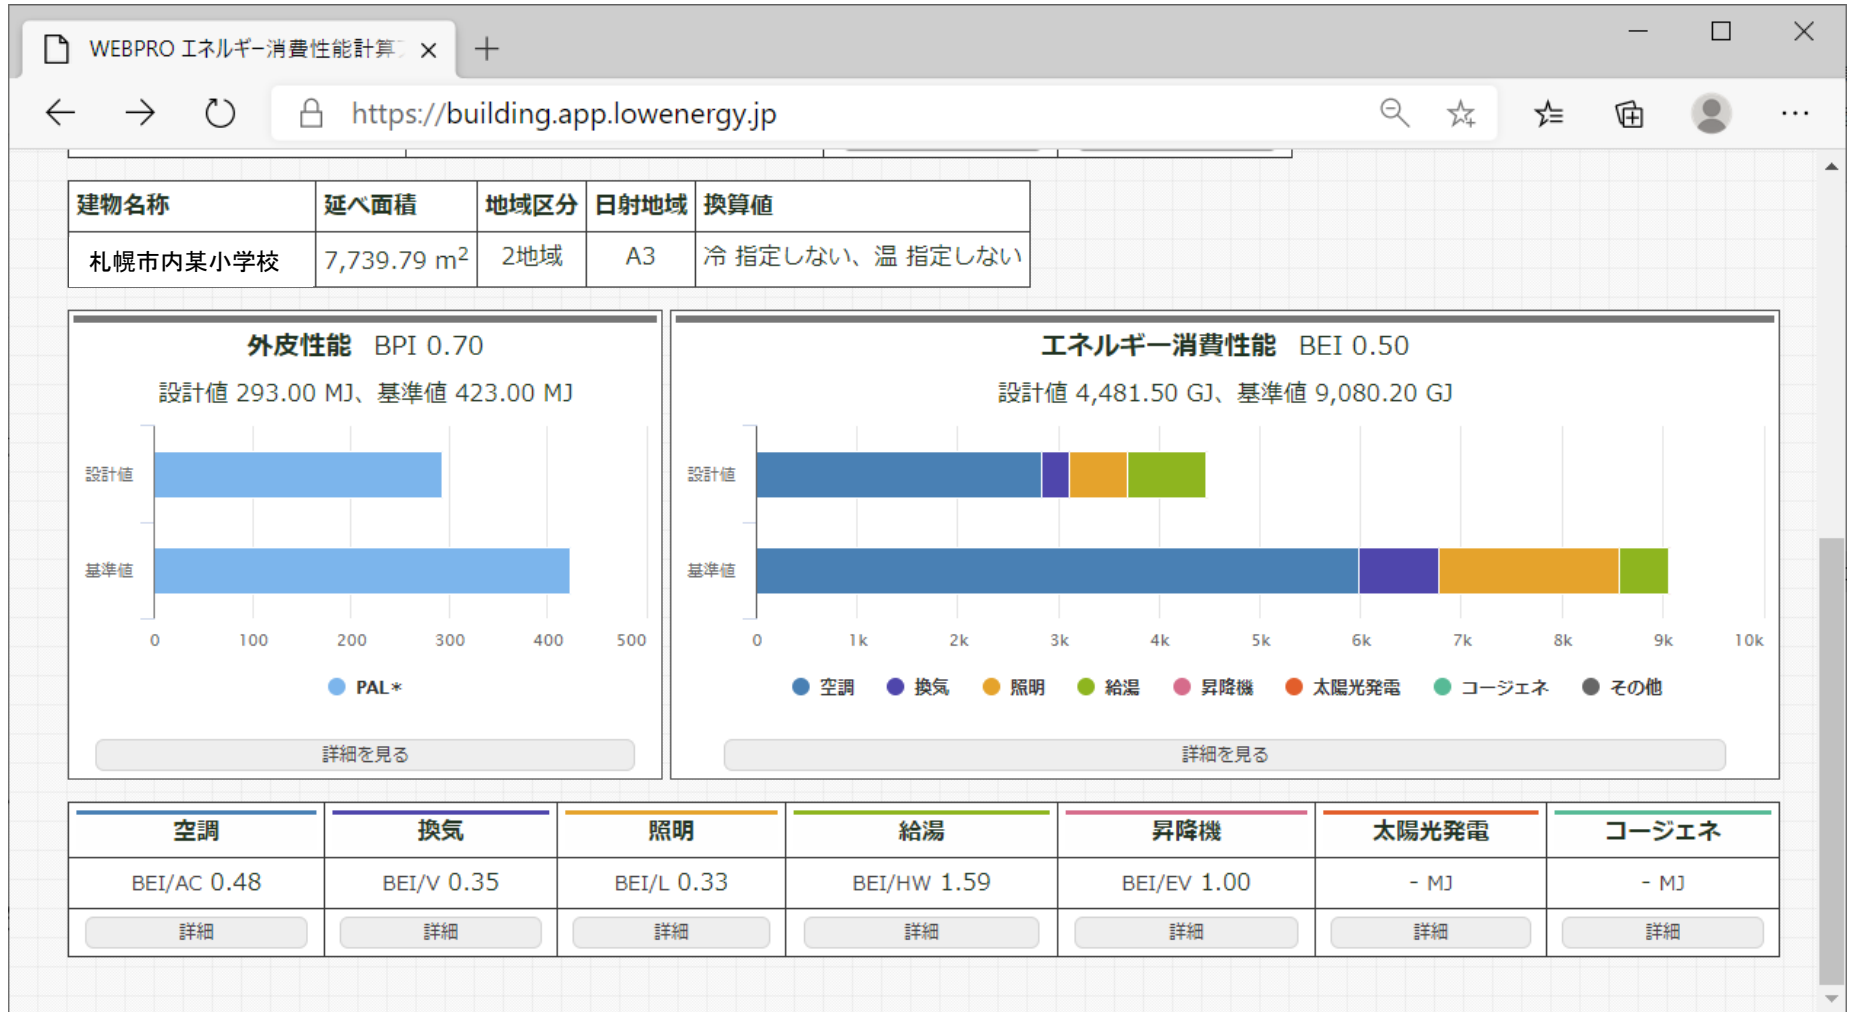 WEBPRO エネルギー消費性能計算
https://building.app.lowenergy.jp
建物名称 延べ面積 地域区分 日射地域 換算値
札幌市内某小学校 7,739.79 m² 2地域 A3 冷 指定しない、温 指定しない
外皮性能 BPI 0.70
設計値 293.00 MJ、基準値 423.00 MJ
設計値
基準値
0 100 200 300 400 500
PAL*
詳細を見る
エネルギー消費性能 BEI 0.50
設計値 4,481.50 GJ、基準値 9,080.20 GJ
設計値
基準値
0 1k 2k 3k 4k 5k 6k 7k 8k 9k 10k
空調 換気 照明 給湯 昇降機 太陽光発電 コージェネ その他
詳細を見る
空調 換気 照明 給湯 昇降機 太陽光発電 コージェネ
BEI/AC 0.48 BEI/V 0.35 BEI/L 0.33 BEI/HW 1.59 BEI/EV 1.00 - MJ - MJ
詳細 詳細 詳細 詳細 詳細 詳細 詳細